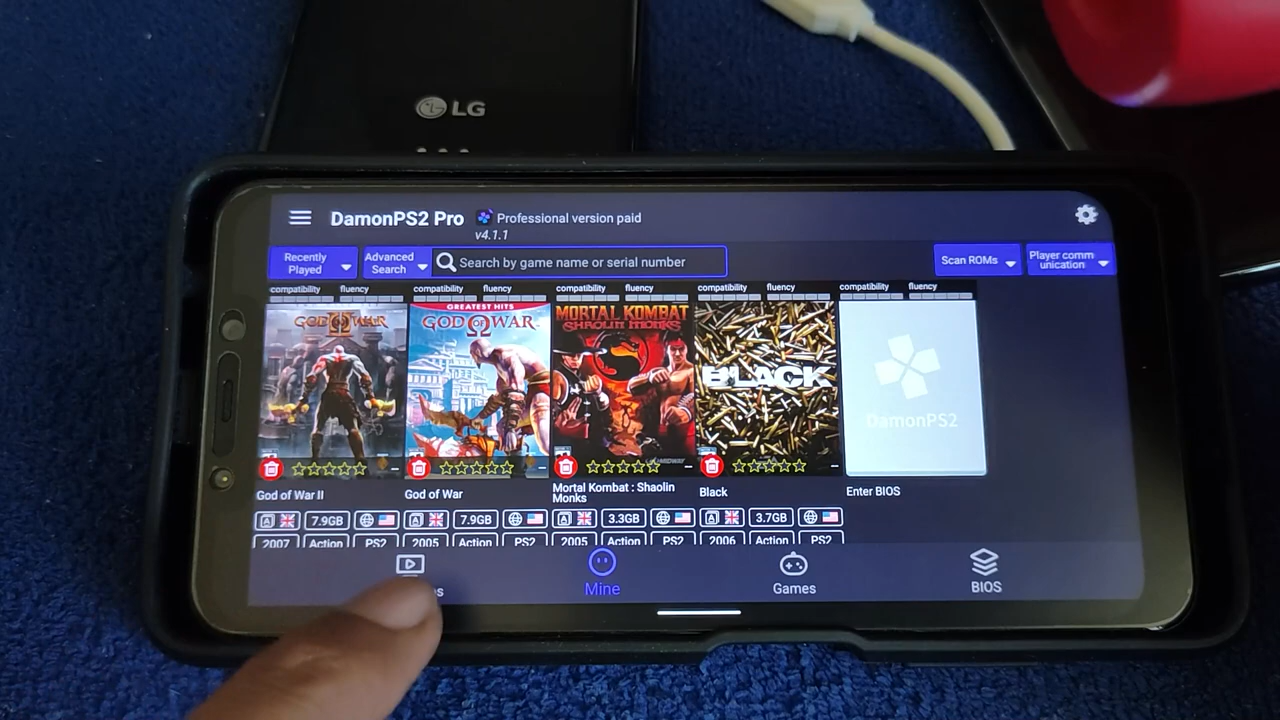 LG
DamonPS2 Pro
Professional version paid
v4.1.1
Recently Played
Advanced Search
Search by game name or serial number
Scan ROMs
Player comm unication
compatibility fluency compatibility fluency compatibility fluency compatibility fluency compatibility fluency
GOD OF WAR
GREATEST HITS
GOD OF WAR
MORTAL KOMBAT
SHAOLIN MONKS
MIDWAY
BLACK
DamonPS2
God of War II
God of War
Mortal Kombat : Shaolin
Monks
Black
Enter BIOS
A 7.9GB A 7.9GB A 3.3GB A 3.7GB
2007 Action PS2 2005 Action PS2 2005 Action PS2 2006 Action PS2
Mine
Games
BIOS